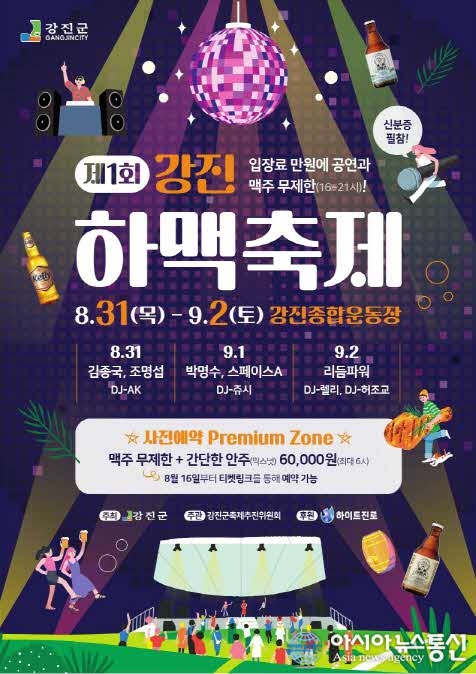 강진군
GANGJINCITY
신분증
필참!
제1회 강진
입장료 만원에 공연과
맥주 무제한(16~21시)!
하맥축제
8.31(목) - 9.2(토) 강진종합운동장
8.31 9.1 9.2
김종국, 조명섭 박명수, 스페이스A 리듬파워
DJ-AK DJ-쥬시 DJ-렐리, DJ-허조교
Kelly
☆ 사전예약 Premium Zone ☆
맥주 무제한 + 간단한 안주(믹스넛) 60,000원(최대 6시)
8월 16일부터 티켓링크를 통해 예약 가능
주최 강진군 주관 강진군축제추진위원회 후원 하이트진로
아시아뉴스통신
Asia news agency